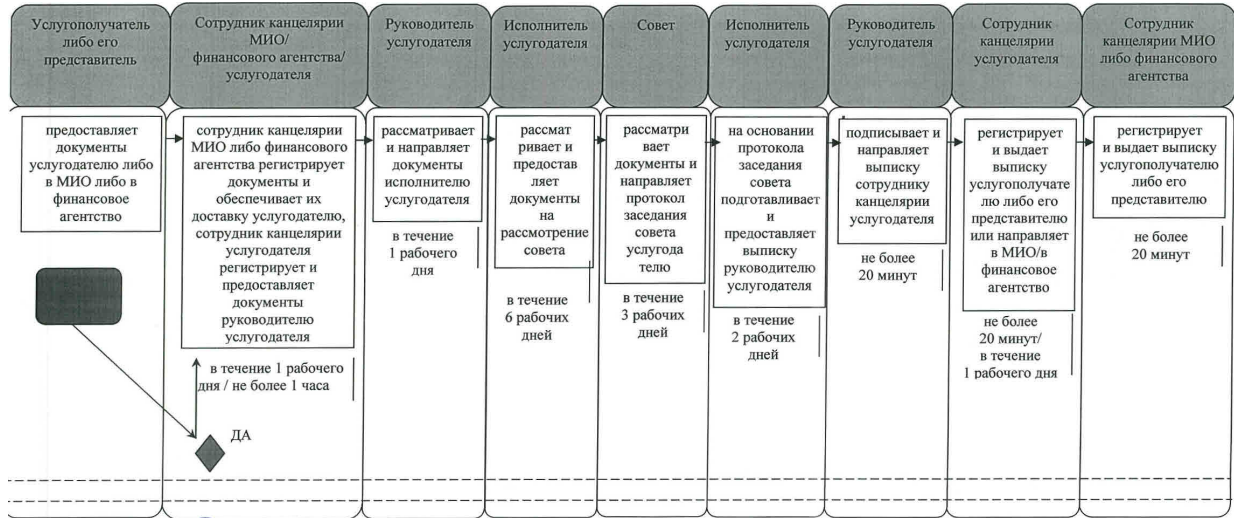 Услугополучатель
либо его
представитель
Сотрудник канцелярии
МИО/
финансового агентства/
услугодателя
Руководитель
услугодателя
Исполнитель
услугодателя
Совет
Исполнитель
услугодателя
Руководитель
услугодателя
Сотрудник
канцелярии
услугодателя
Сотрудник
канцелярии МИО
либо финансового
агентства
предоставляет
документы
услугодателю либо
в МИО либо в
финансовое
агентство
сотрудник канцелярии
МИО либо финансового
агентства регистрирует
документы и
обеспечивает их
доставку услугодателю,
сотрудник канцелярии
услугодателя
регистрирует и
предоставляет
документы
руководителю
услугодателя
в течение 1 рабочего
дня / не более 1 часа
ДА
рассматривает
и направляет
документы
исполнителю
услугодателя
в течение
1 рабочего
дня
рассмат
ривает и
предостав
ляет
документы
на
рассмотрение
совета
в течение
6 рабочих
дней
рассматри
вает
документы и
направляет
протокол
заседания
совета
услугода
телю
в течение
3 рабочих
дней
на основании
протокола
заседания
совета
подготавливает
и
предоставляет
выписку
руководителю
услугодателя
в течение
2 рабочих
дней
подписывает и
направляет
выписку
сотруднику
канцелярии
услугодателя
не более
20 минут
регистрирует
и выдает
выписку
услугополучате
лю либо его
представителю
или направляет
в МИО/в
финансовое
агентство
не более
20 минут/
в течение
1 рабочего дня
регистрирует
и выдает выписку
услугополучателю
либо его
представителю
не более
20 минут